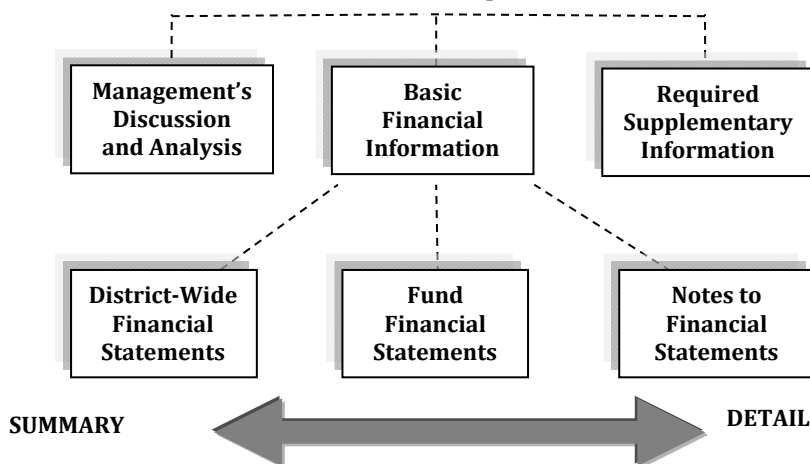 Management's
Discussion
and Analysis
Basic
Financial
Information
Required
Supplementary
Information
District-Wide
Financial
Statements
Fund
Financial
Statements
Notes to
Financial
Statements
SUMMARY
DETAIL